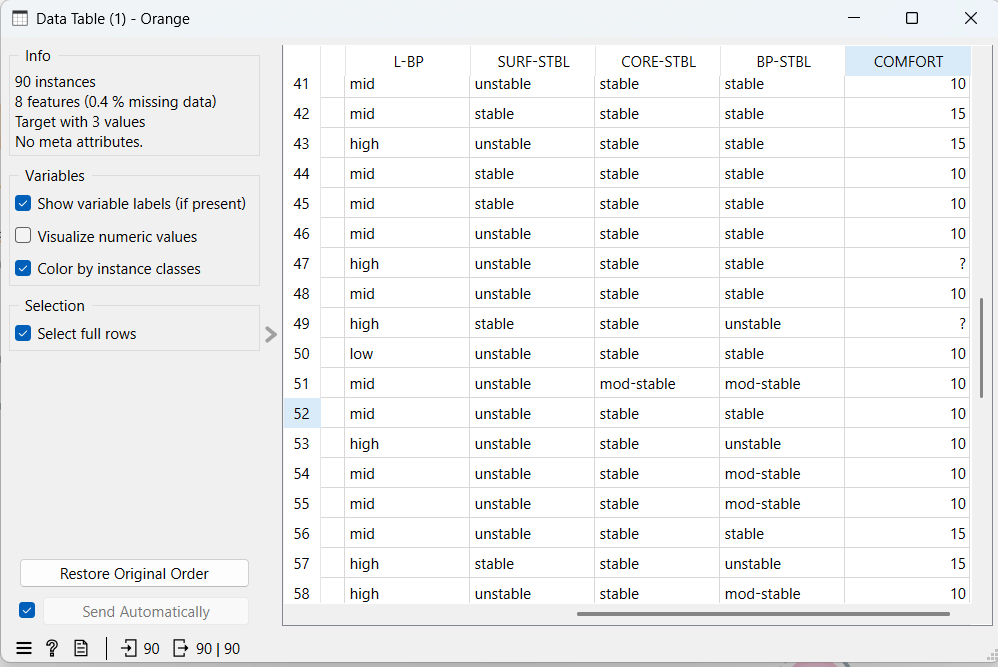 Data Table (1) - Orange
Info
90 instances
8 features (0.4 % missing data)
Target with 3 values
No meta attributes.
Variables
Show variable labels (if present)
Visualize numeric values
Color by instance classes
Selection
Select full rows
Restore Original Order
Send Automatically
90
90 | 90
L-BP SURF-STBL CORE-STBL BP-STBL COMFORT
41 mid unstable stable stable 10
42 mid stable stable stable 15
43 high unstable stable stable 15
44 mid stable stable stable 10
45 mid stable stable stable 10
46 mid unstable stable stable 10
47 high unstable stable stable ?
48 mid unstable stable stable 10
49 high stable stable unstable ?
50 low unstable stable stable 10
51 mid unstable mod-stable mod-stable 10
52 mid unstable stable stable 10
53 high unstable stable unstable 10
54 mid unstable stable mod-stable 10
55 mid unstable stable mod-stable 10
56 mid unstable stable stable 15
57 high stable stable unstable 15
58 high unstable stable mod-stable 10